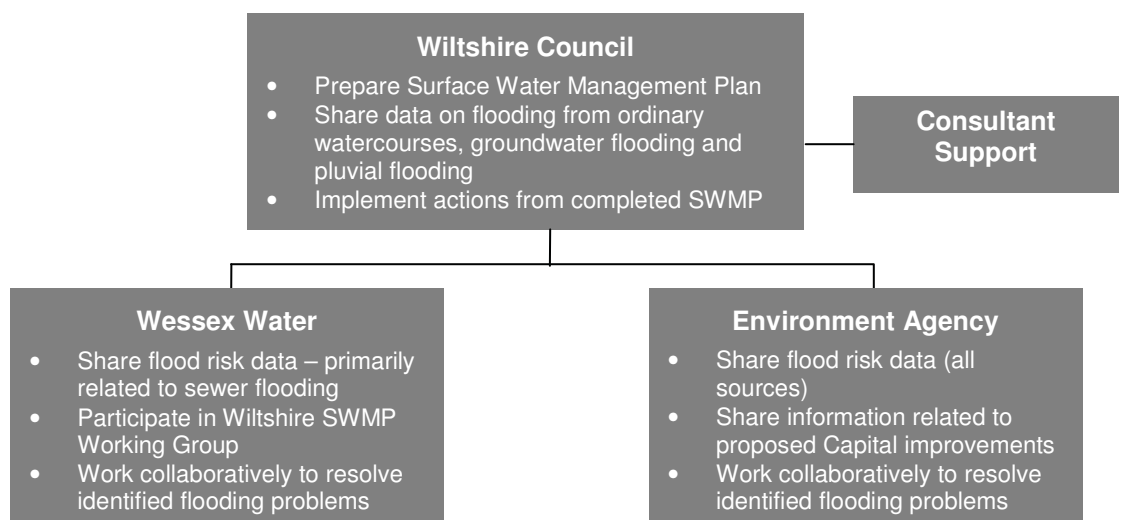 Wiltshire Council
• Prepare Surface Water Management Plan
• Share data on flooding from ordinary
watercourses, groundwater flooding and
pluvial flooding
• Implement actions from completed SWMP
Consultant
Support
Wessex Water
• Share flood risk data – primarily
related to sewer flooding
• Participate in Wiltshire SWMP
Working Group
• Work collaboratively to resolve
identified flooding problems
Environment Agency
• Share flood risk data (all
sources)
• Share information related to
proposed Capital improvements
• Work collaboratively to resolve
identified flooding problems